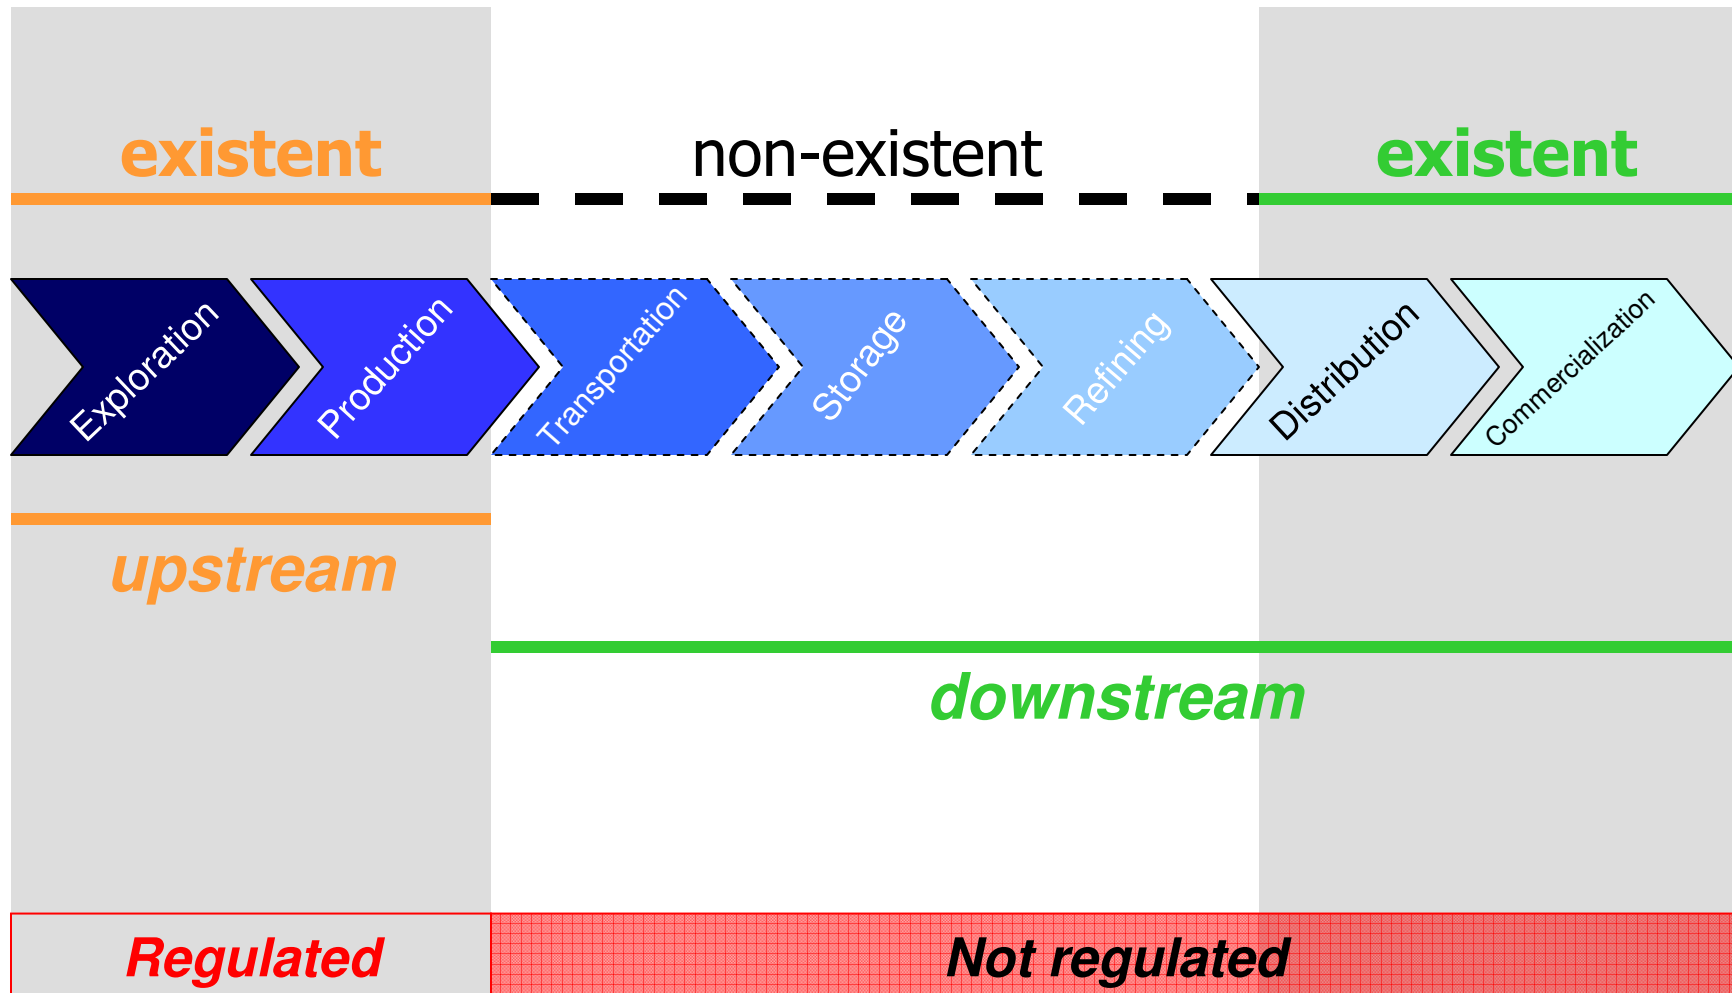 existent
non-existent
existent
Exploration
Production
Transportation
Storage
Refining
Distribution
Commercialization
upstream
downstream
Regulated
Not regulated